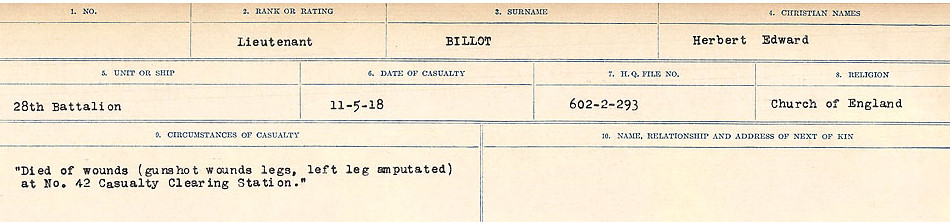 1. NO. 2. RANK OR RATING 3. SURNAME 4. CHRISTIAN NAMES
Lieutenant BILLOT Herbert Edward
5. UNIT OR SHIP 6. DATE OF CASUALTY 7. H.Q. FILE NO. 8. RELIGION
28th Battalion 11-5-18 602-2-293 Church of England
9. CIRCUMSTANCES OF CASUALTY 10. NAME, RELATIONSHIP AND ADDRESS OF NEXT OF KIN
"Died of wounds (gunshot wounds legs, left leg amputated)
at No. 42 Casualty Clearing Station."